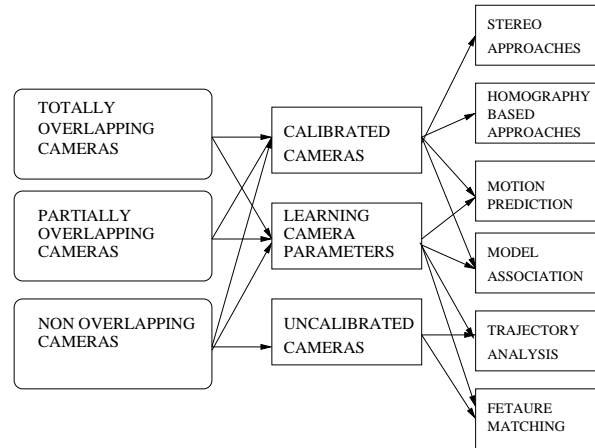 TOTALLY
OVERLAPPING
CAMERAS
PARTIALLY
OVERLAPPING
CAMERAS
NON OVERLAPPING
CAMERAS
CALIBRATED
CAMERAS
LEARNING
CAMERA
PARAMETERS
UNCALIBRATED
CAMERAS
STEREO
APPROACHES
HOMOGRAPHY
BASED
APPROACHES
MOTION
PREDICTION
MODEL
ASSOCIATION
TRAJECTORY
ANALYSIS
FETAURE
MATCHING